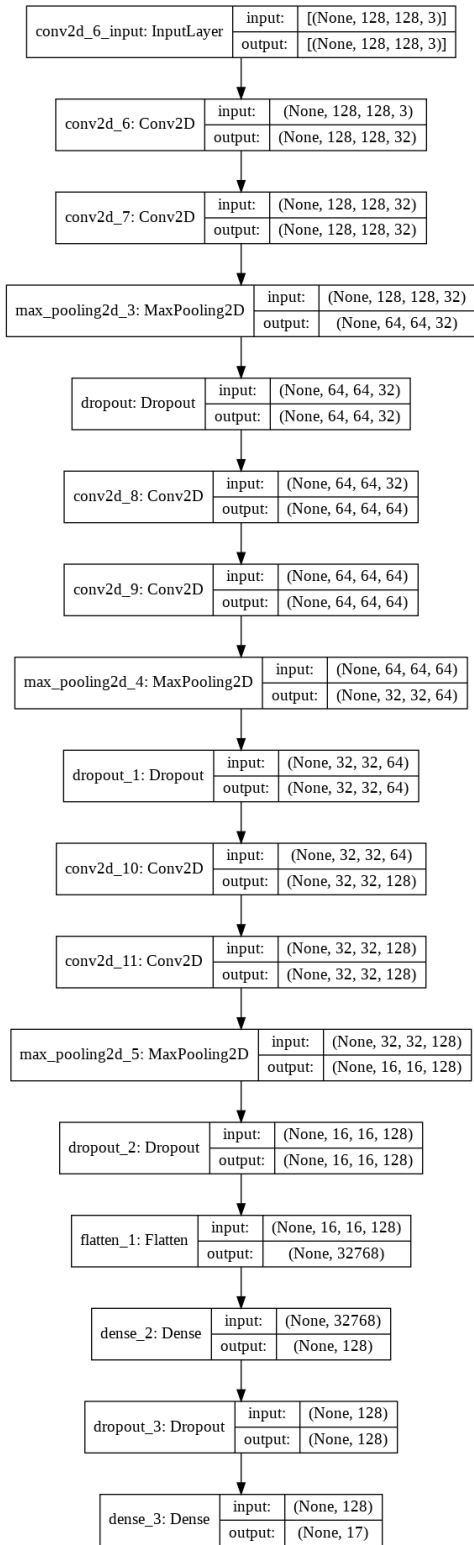 conv2d_6_input: InputLayer
input: [(None, 128, 128, 3)]
output: [(None, 128, 128, 3)]
conv2d_6: Conv2D
input: (None, 128, 128, 3)
output: (None, 128, 128, 32)
conv2d_7: Conv2D
input: (None, 128, 128, 32)
output: (None, 128, 128, 32)
max_pooling2d_3: MaxPooling2D
input: (None, 128, 128, 32)
output: (None, 64, 64, 32)
dropout: Dropout
input: (None, 64, 64, 32)
output: (None, 64, 64, 32)
conv2d_8: Conv2D
input: (None, 64, 64, 32)
output: (None, 64, 64, 64)
conv2d_9: Conv2D
input: (None, 64, 64, 64)
output: (None, 64, 64, 64)
max_pooling2d_4: MaxPooling2D
input: (None, 64, 64, 64)
output: (None, 32, 32, 64)
dropout_1: Dropout
input: (None, 32, 32, 64)
output: (None, 32, 32, 64)
conv2d_10: Conv2D
input: (None, 32, 32, 64)
output: (None, 32, 32, 128)
conv2d_11: Conv2D
input: (None, 32, 32, 128)
output: (None, 32, 32, 128)
max_pooling2d_5: MaxPooling2D
input: (None, 32, 32, 128)
output: (None, 16, 16, 128)
dropout_2: Dropout
input: (None, 16, 16, 128)
output: (None, 16, 16, 128)
flatten_1: Flatten
input: (None, 16, 16, 128)
output: (None, 32768)
dense_2: Dense
input: (None, 32768)
output: (None, 128)
dropout_3: Dropout
input: (None, 128)
output: (None, 128)
dense_3: Dense
input: (None, 128)
output: (None, 17)